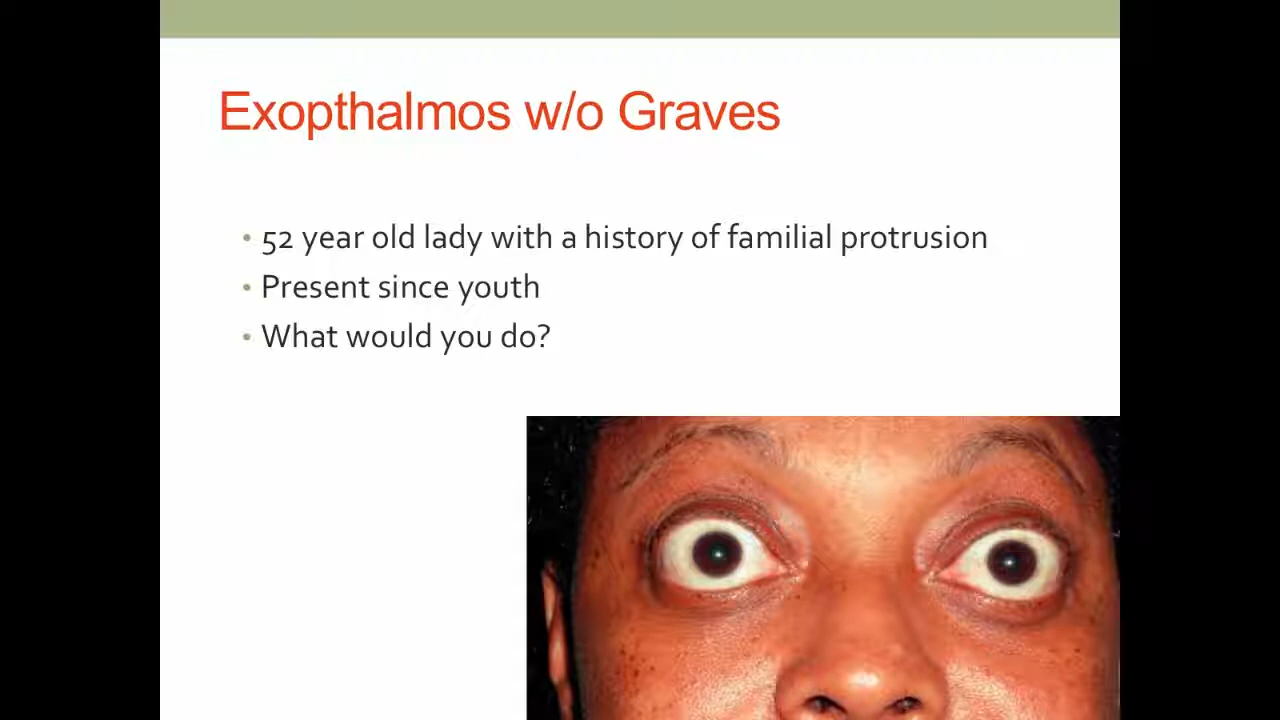 Exopthalmos w/o Graves
• 52 year old lady with a history of familial protrusion
• Present since youth
• What would you do?